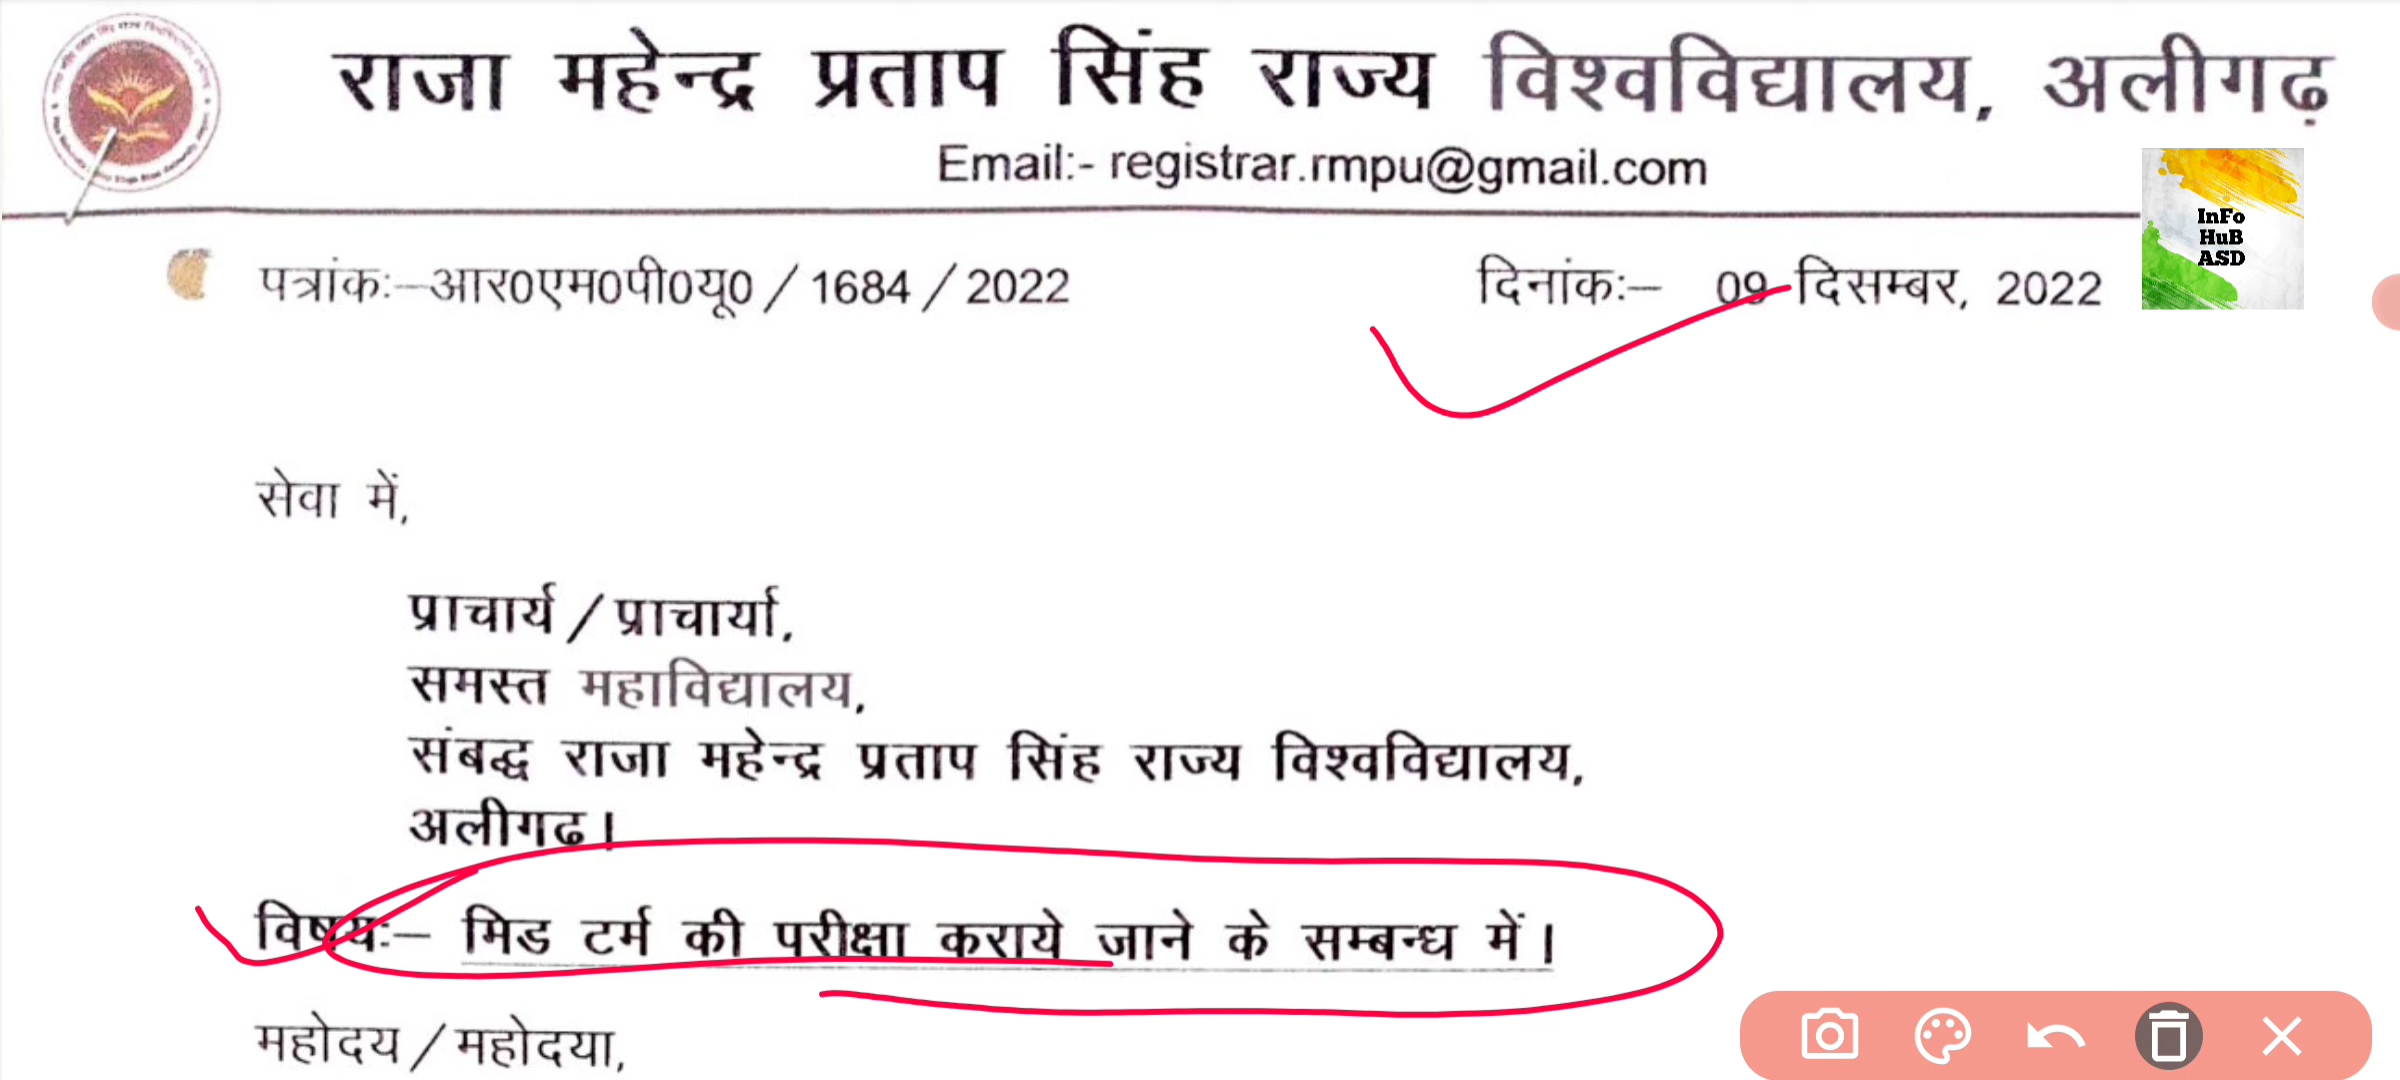 राजा महेन्द्र प्रताप सिंह राज्य विश्वविद्यालय, अलीगढ़
Email:- registrar.rmpu@gmail.com
InFo
HuB
ASD
पत्रांकः–आर0एम0पी0यू0 / 1684 / 2022 दिनांकः– 09 दिसम्बर, 2022
सेवा में,
प्राचार्य / प्राचार्या,
समस्त महाविद्यालय,
संबद्ध राजा महेन्द्र प्रताप सिंह राज्य विश्वविद्यालय,
अलीगढ।
विषयः– मिड टर्म की परीक्षा कराये जाने के सम्बन्ध में।
महोदय / महोदया,